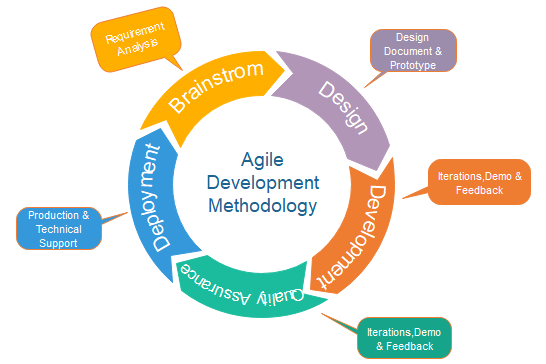 Requirement
Analysis
Brainstrom
Design
Document &
Prototype
Design
Iterations,Demo &
Feedback
Development
Iterations,Demo
& Feedback
Quality Assurance
Production &
Technical
Support
Deployment
Agile
Development
Methodology